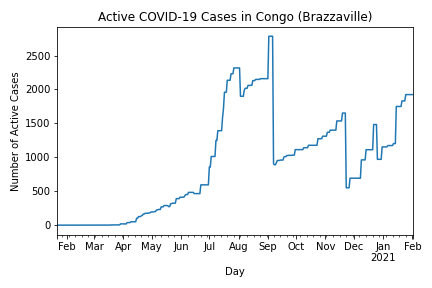 Active COVID-19 Cases in Congo (Brazzaville)
Number of Active Cases
2500
2000
1500
1000
500
0
Feb Mar Apr May Jun Jul Aug Sep Oct Nov Dec Jan Feb
2021
Day